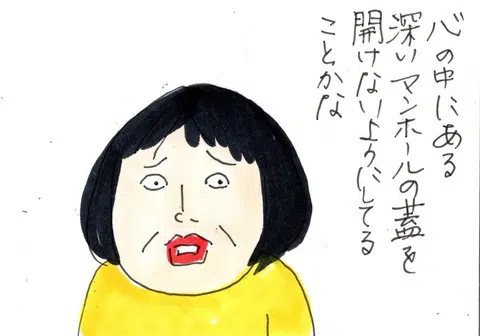 心の中にある
深いマンホールの蓋を
開けないようにしてる
ことかな